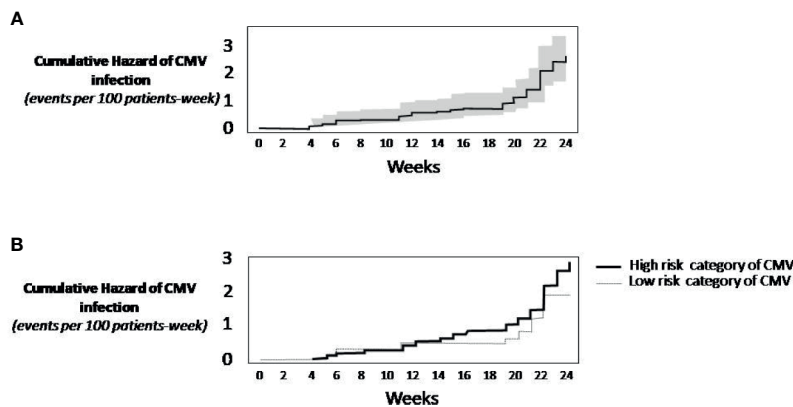 A
Cumulative Hazard of CMV
infection
(events per 100 patients-week)
3
2
1
0
0 2 4 6 8 10 12 14 16 18 20 22 24
Weeks
B
Cumulative Hazard of CMV
infection
(events per 100 patients-week)
3
2
1
0
0 2 4 6 8 10 12 14 16 18 20 22 24
Weeks
High risk category of CMV
Low risk category of CMV